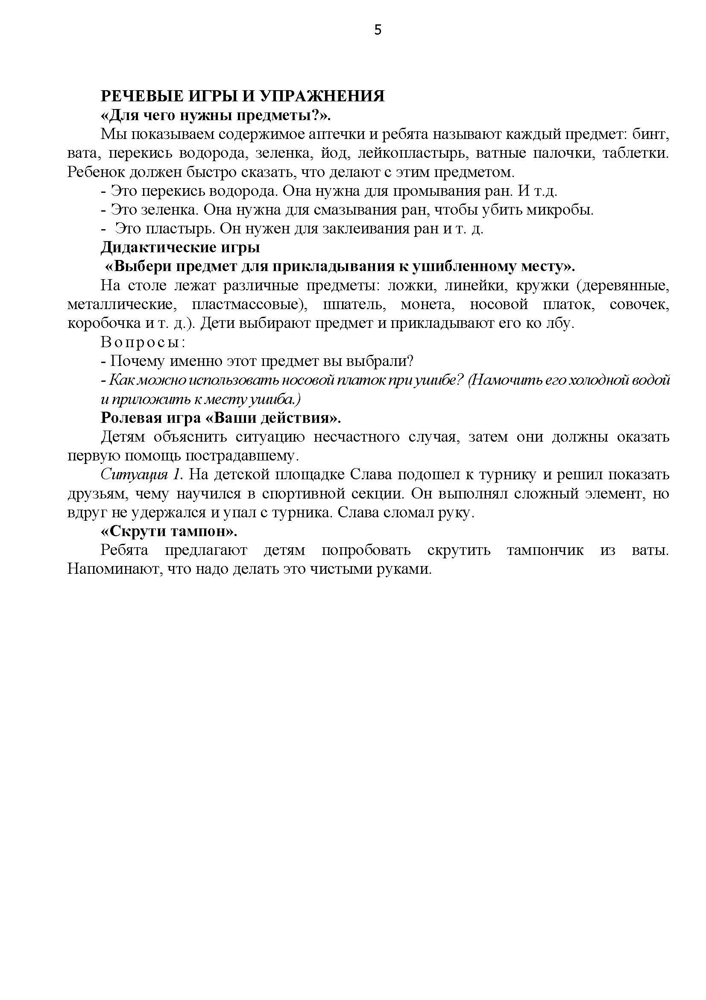 5
РЕЧЕВЫЕ ИГРЫ И УПРАЖНЕНИЯ
«Для чего нужны предметы?».
Мы показываем содержимое аптечки и ребята называют каждый предмет: бинт,
вата, перекись водорода, зеленка, йод, лейкопластырь, ватные палочки, таблетки.
Ребенок должен быстро сказать, что делают с этим предметом.
- Это перекись водорода. Она нужна для промывания ран. И т.д.
- Это зеленка. Она нужна для смазывания ран, чтобы убить микробы.
- Это пластырь. Он нужен для заклеивания ран и т. д.
Дидактические игры
«Выбери предмет для прикладывания к ушибленному месту».
На столе лежат различные предметы: ложки, линейки, кружки (деревянные,
металлические, пластмассовые), шпатель, монета, носовой платок, совочек,
коробочка и т. д.). Дети выбирают предмет и прикладывают его ко лбу.
Вопросы:
- Почему именно этот предмет вы выбрали?
- Как можно использовать носовой платок при ушибе? (Намочить его холодной водой
и приложить к месту ушиба.)
Ролевая игра «Ваши действия».
Детям объяснить ситуацию несчастного случая, затем они должны оказать
первую помощь пострадавшему.
Ситуация 1. На детской площадке Слава подошел к турнику и решил показать
друзьям, чему научился в спортивной секции. Он выполнял сложный элемент, но
вдруг не удержался и упал с турника. Слава сломал руку.
«Скрути тампон».
Ребята предлагают детям попробовать скрутить тампончик из ваты.
Напоминают, что надо делать это чистыми руками.